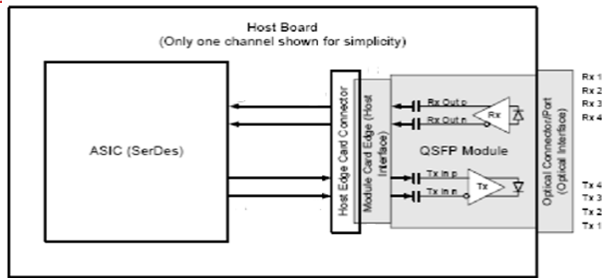 Host Board
(Only one channel shown for simplicity)
ASIC (SerDes)
Host Edge Card Connector
Module Card Edge (Host
Interface)
Rx Out p
Rx Out n
Rx
QSFP Module
Tx In p
Tx In n
Tx
Optical Connector/Port
(Optical Interface)
Rx 1
Rx 2
Rx 3
Rx 4
Tx 4
Tx 3
Tx 2
Tx 1